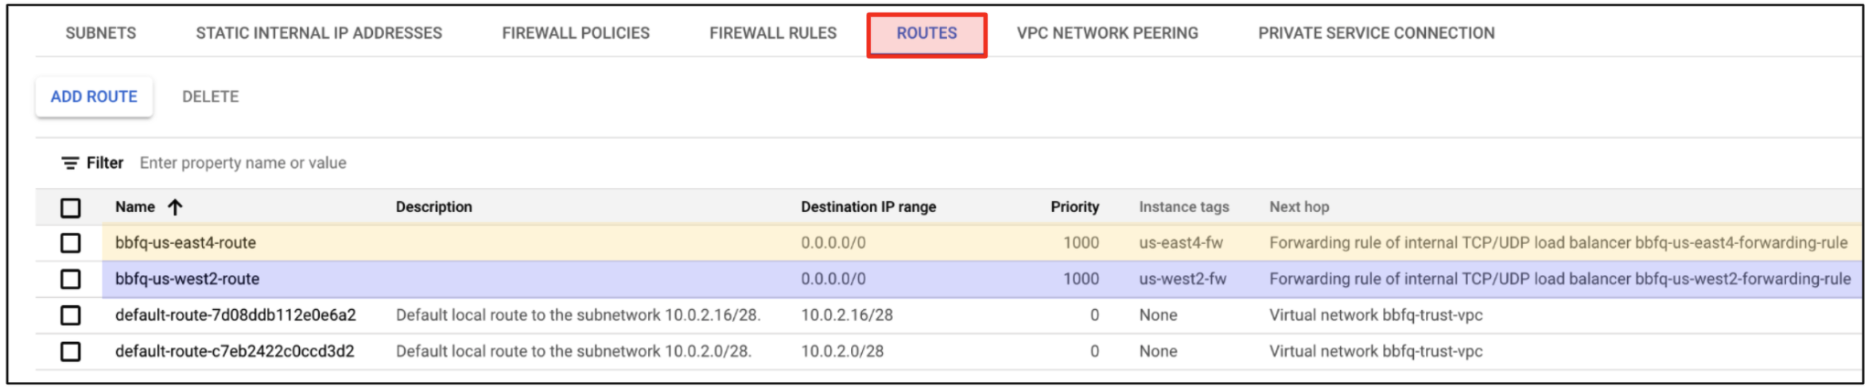 SUBNETS STATIC INTERNAL IP ADDRESSES FIREWALL POLICIES FIREWALL RULES ROUTES VPC NETWORK PEERING PRIVATE SERVICE CONNECTION
ADD ROUTE DELETE
Filter Enter property name or value
Name Description Destination IP range Priority Instance tags Next hop
bbfq-us-east4-route 0.0.0.0/0 1000 us-east4-fw Forwarding rule of internal TCP/UDP load balancer bbfq-us-east4-forwarding-rule
bbfq-us-west2-route 0.0.0.0/0 1000 us-west2-fw Forwarding rule of internal TCP/UDP load balancer bbfq-us-west2-forwarding-rule
default-route-7d08ddb112e0e6a2 Default local route to the subnetwork 10.0.2.16/28. 10.0.2.16/28 0 None Virtual network bbfq-trust-vpc
default-route-c7eb2422c0ccd3d2 Default local route to the subnetwork 10.0.2.0/28. 10.0.2.0/28 0 None Virtual network bbfq-trust-vpc